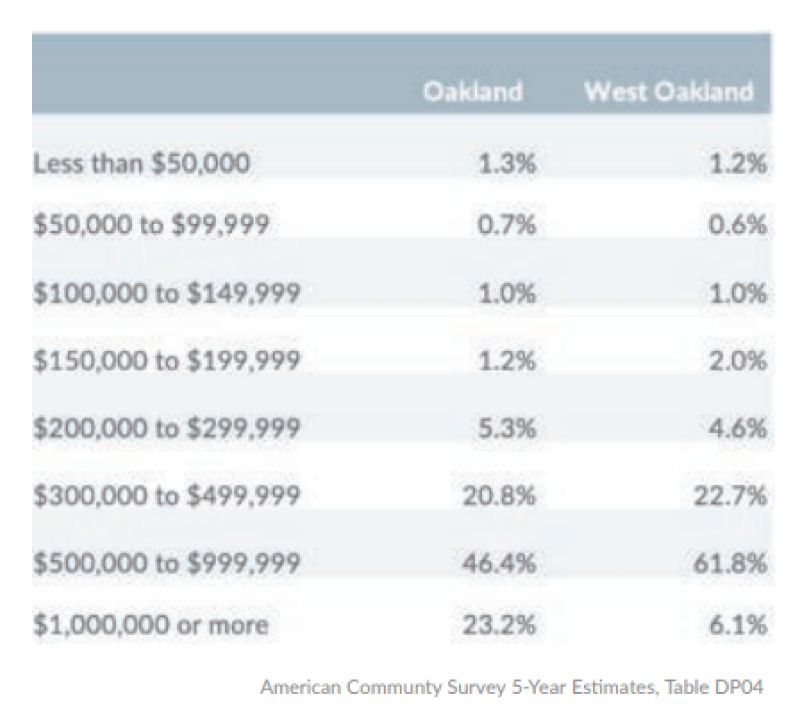 Oakland West Oakland
Less than $50,000 1.3% 1.2%
$50,000 to $99,999 0.7% 0.6%
$100,000 to $149,999 1.0% 1.0%
$150,000 to $199,999 1.2% 2.0%
$200,000 to $299,999 5.3% 4.6%
$300,000 to $499,999 20.8% 22.7%
$500,000 to $999,999 46.4% 61.8%
$1,000,000 or more 23.2% 6.1%
American Communty Survey 5-Year Estimates, Table DP04